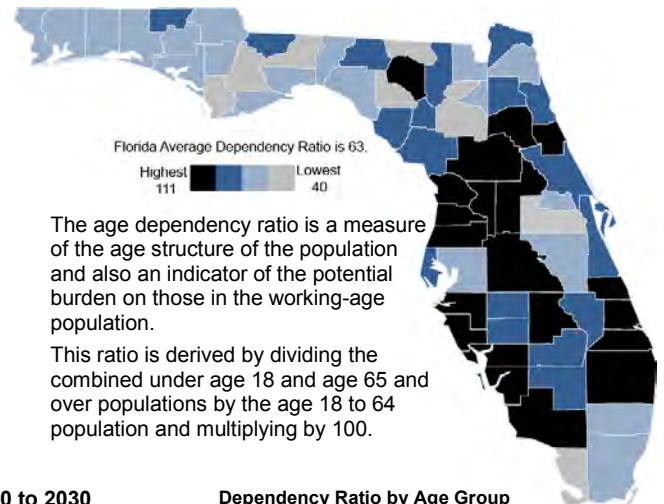 Florida Average Dependency Ratio is 63.
Highest Lowest
111 40
The age dependency ratio is a measure
of the age structure of the population
and also an indicator of the potential
burden on those in the working-age
population.
This ratio is derived by dividing the
combined under age 18 and age 65 and
over populations by the age 18 to 64
population and multiplying by 100.
0 to 2030 Dependency Ratio by Age Group